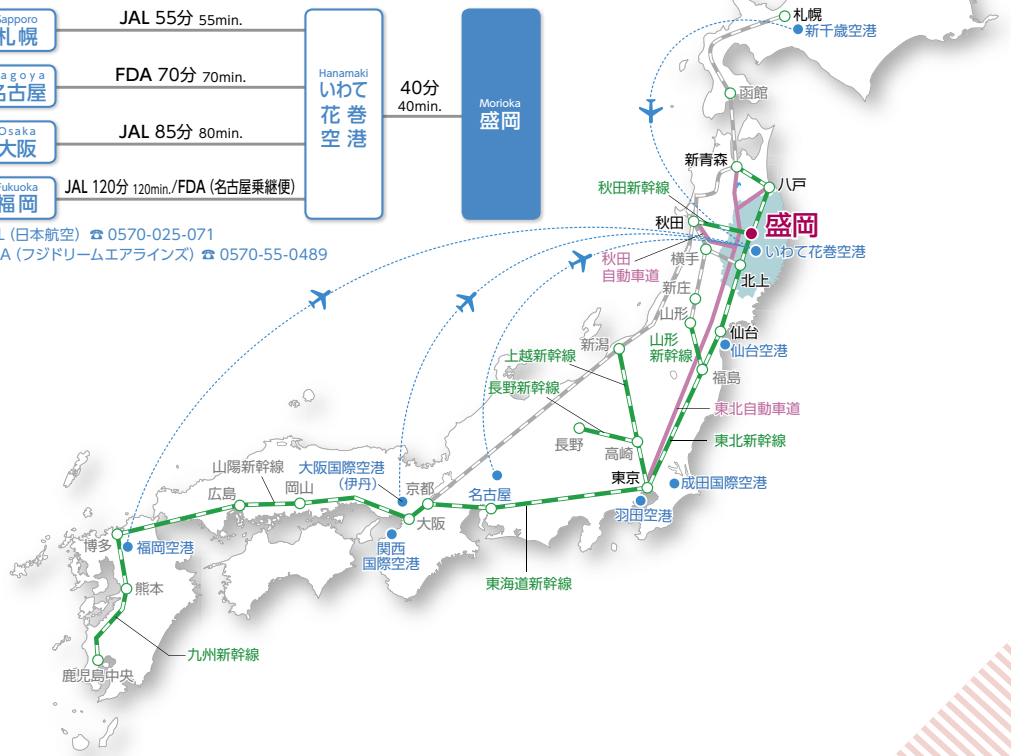 Sapporo
札幌
JAL 55分 55min.
名古屋
FDA 70分 70min.
Osaka
大阪
JAL 85分 80min.
Fukuoka
福岡
JAL 120分 120min./FDA (名古屋乗継便)
Hanamaki
いわて
花巻
空港
40分
40min.
Morioka
盛岡
(日本航空) ☎ 0570-025-071
(フジドリームエアラインズ) ☎ 0570-55-0489
札幌
新千歳空港
函館
新青森
八戸
秋田新幹線
秋田
盛岡
いわて花巻空港
横手
秋田
自動車道
北上
新庄
山形
山形
新幹線
仙台
仙台空港
新潟
上越新幹線
福島
長野新幹線
東北自動車道
長野
高崎
東北新幹線
東京
成田国際空港
羽田空港
山陽新幹線
大阪国際空港
(伊丹)
京都
名古屋
広島
岡山
大阪
関西
国際空港
東海道新幹線
博多
福岡空港
熊本
九州新幹線
鹿児島中央